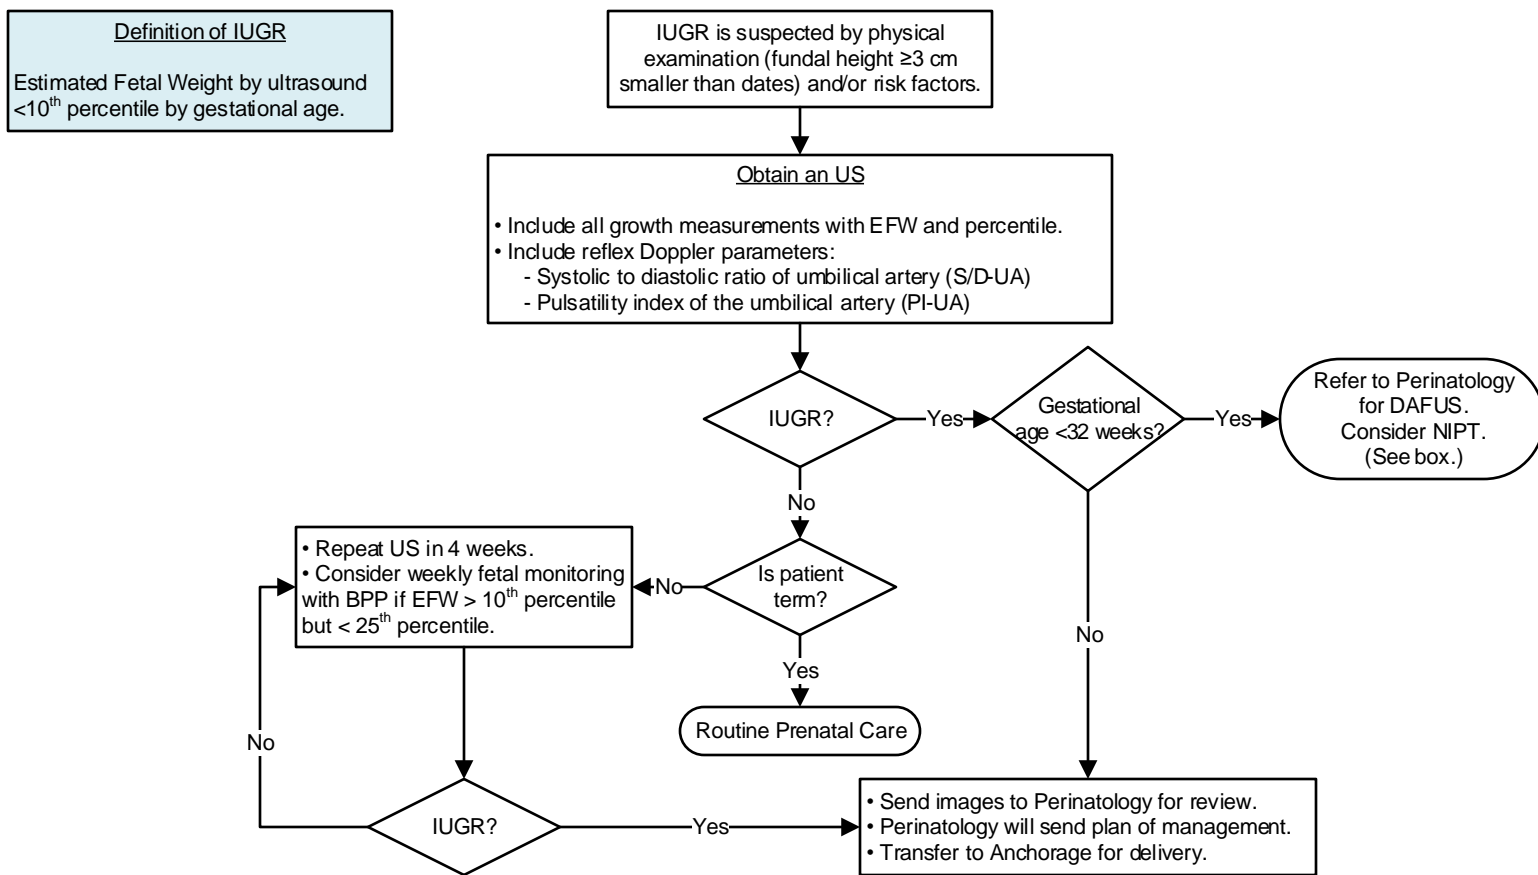 Definition of IUGR
Estimated Fetal Weight by ultrasound
<10th percentile by gestational age.
IUGR is suspected by physical
examination (fundal height ≥3 cm
smaller than dates) and/or risk factors.
Obtain an US
• Include all growth measurements with EFW and percentile.
• Include reflex Doppler parameters:
- Systolic to diastolic ratio of umbilical artery (S/D-UA)
- Pulsatility index of the umbilical artery (PI-UA)
IUGR?
Yes
Gestational
age <32 weeks?
Yes
Refer to Perinatology
for DAFUS.
Consider NIPT.
(See box.)
No
• Repeat US in 4 weeks.
• Consider weekly fetal monitoring
with BPP if EFW > 10th percentile
but < 25th percentile.
No
Is patient
term?
No
Yes
Routine Prenatal Care
No
IUGR?
Yes
• Send images to Perinatology for review.
• Perinatology will send plan of management.
• Transfer to Anchorage for delivery.